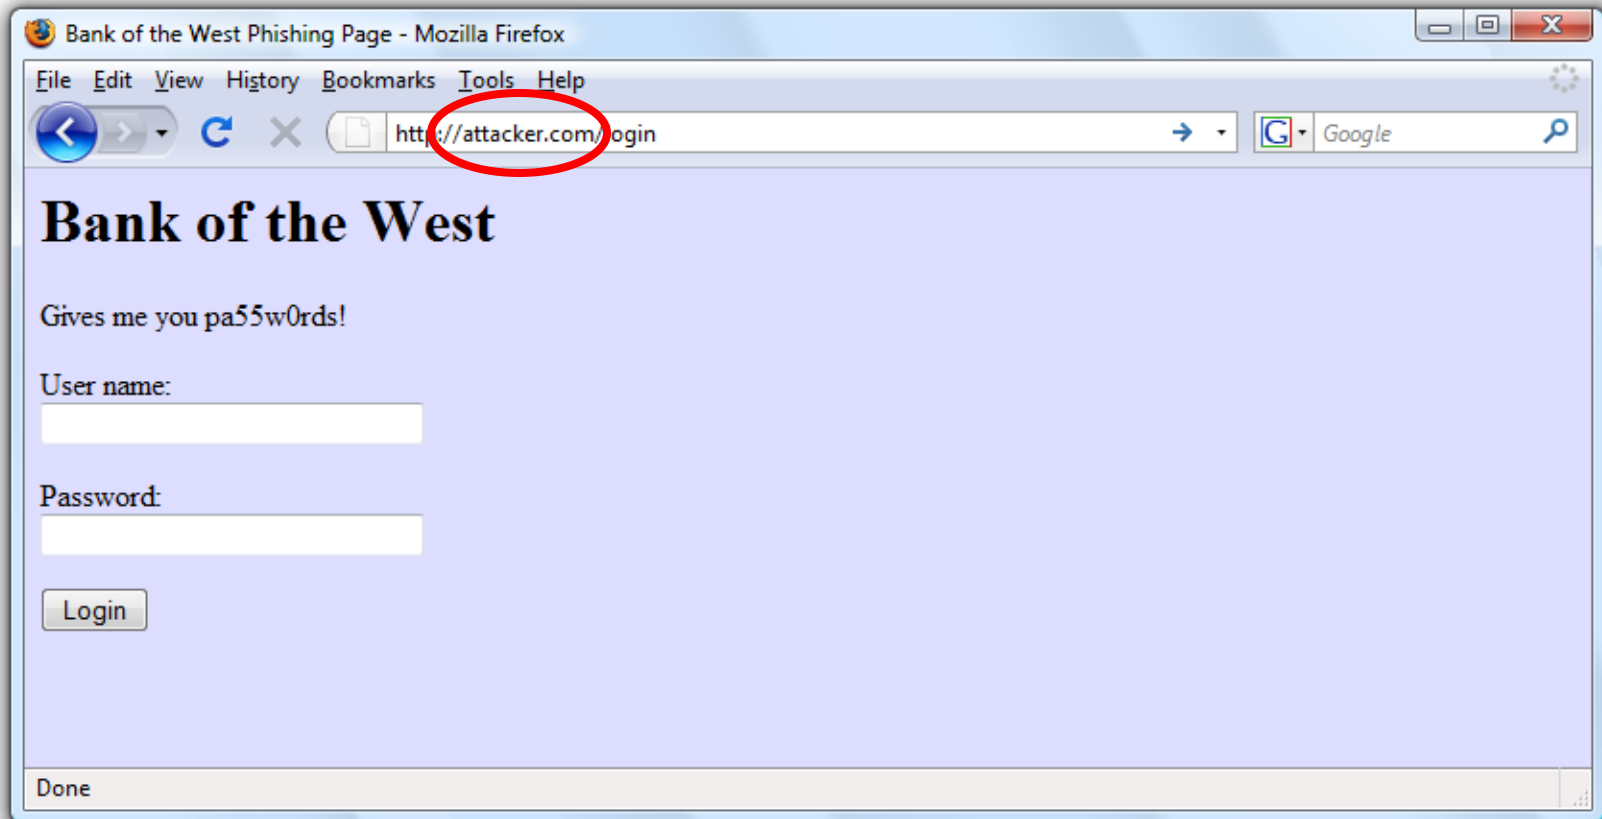 Bank of the West Phishing Page - Mozilla Firefox
File Edit View History Bookmarks Tools Help
http://attacker.com/login G Google
Bank of the West
Gives me you pa55w0rds!
User name:
Password:
Login
Done